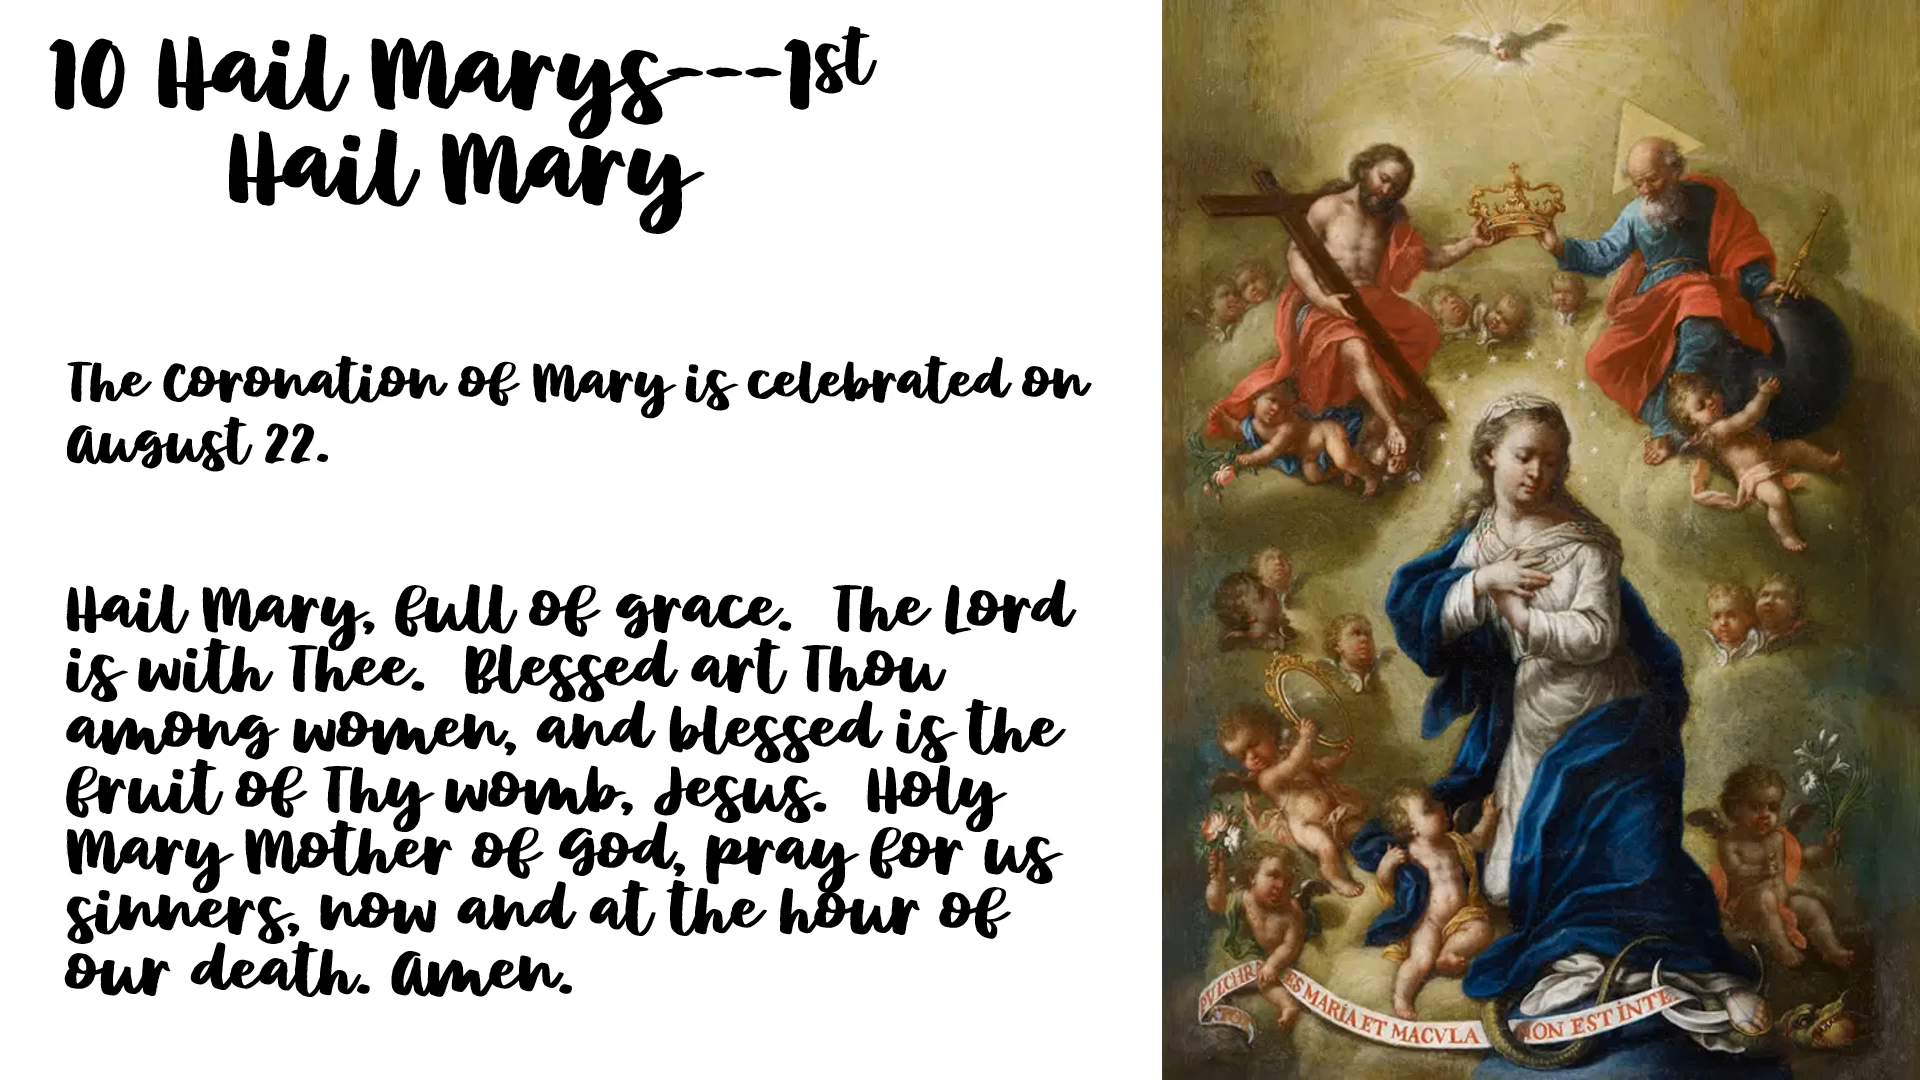 10 Hail Marys---1st
Hail Mary
The Coronation of Mary is celebrated on
August 22.
Hail Mary, full of grace.  The Lord
is with Thee.  Blessed art Thou
among women, and blessed is the
fruit of Thy womb, Jesus.  Holy
Mary Mother of God, pray for us
sinners, now and at the hour of
our death. Amen.
ES MARÍA ET MACVLA NON EST INTE